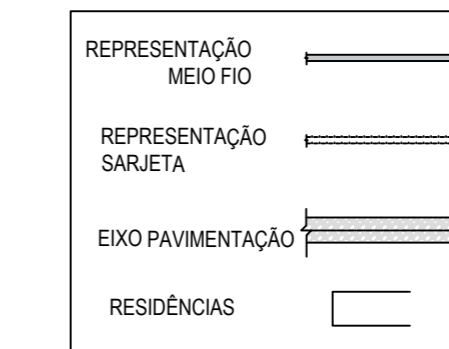 REPRESENTAÇÃO
MEIO FIO
REPRESENTAÇÃO
SARJETA
EIXO PAVIMENTAÇÃO
RESIDÊNCIAS